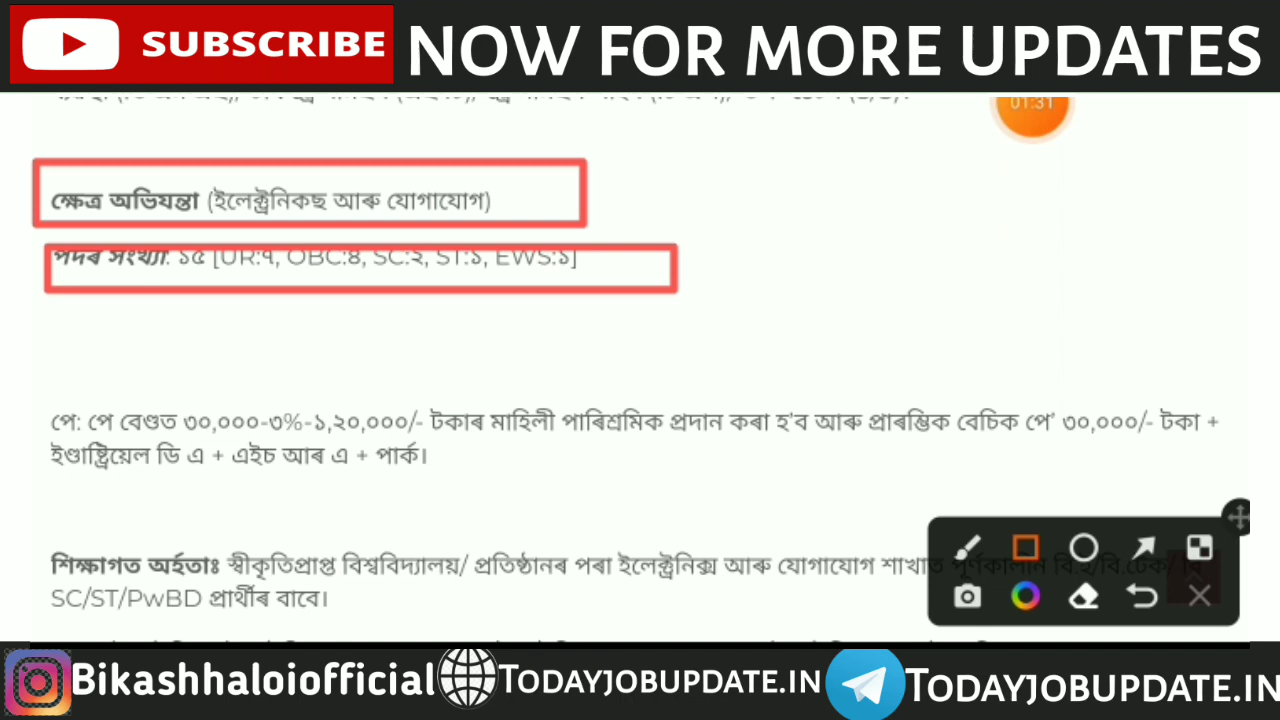 SUBSCRIBE NOW FOR MORE UPDATES
01:31
ক্ষেত্ৰ অভিযন্তা (ইলেক্ট্ৰনিকছ আৰু যোগাযোগ)
পদৰ সংখ্যা: ১৫ [UR:৭, OBC:৪, SC:২, ST:১, EWS:১]
পে: পে বেণ্ডত ৩০,০০০-৩%-১,২০,০০০/- টকাৰ মাহিলী পাৰিশ্ৰমিক প্ৰদান কৰা হ'ব আৰু প্ৰাৰম্ভিক বেচিক পে’ ৩০,০০০/- টকা +
ইণ্ডাষ্ট্ৰিয়েল ডি এ + এইচ আৰ এ + পাৰ্ক।
শিক্ষাগত অৰ্হতাঃ স্বীকৃতিপ্ৰাপ্ত বিশ্ববিদ্যালয়/ প্ৰতিষ্ঠানৰ পৰা ইলেক্ট্ৰনিক্স আৰু যোগাযোগ শাখাত পূৰ্ণকালীন বি.ই/বি.টেক/
SC/ST/PwBD প্ৰাৰ্থীৰ বাবে।
Bikashhaloiofficial TODAYJOBUPDATE.IN TODAYJOBUPDATE.IN